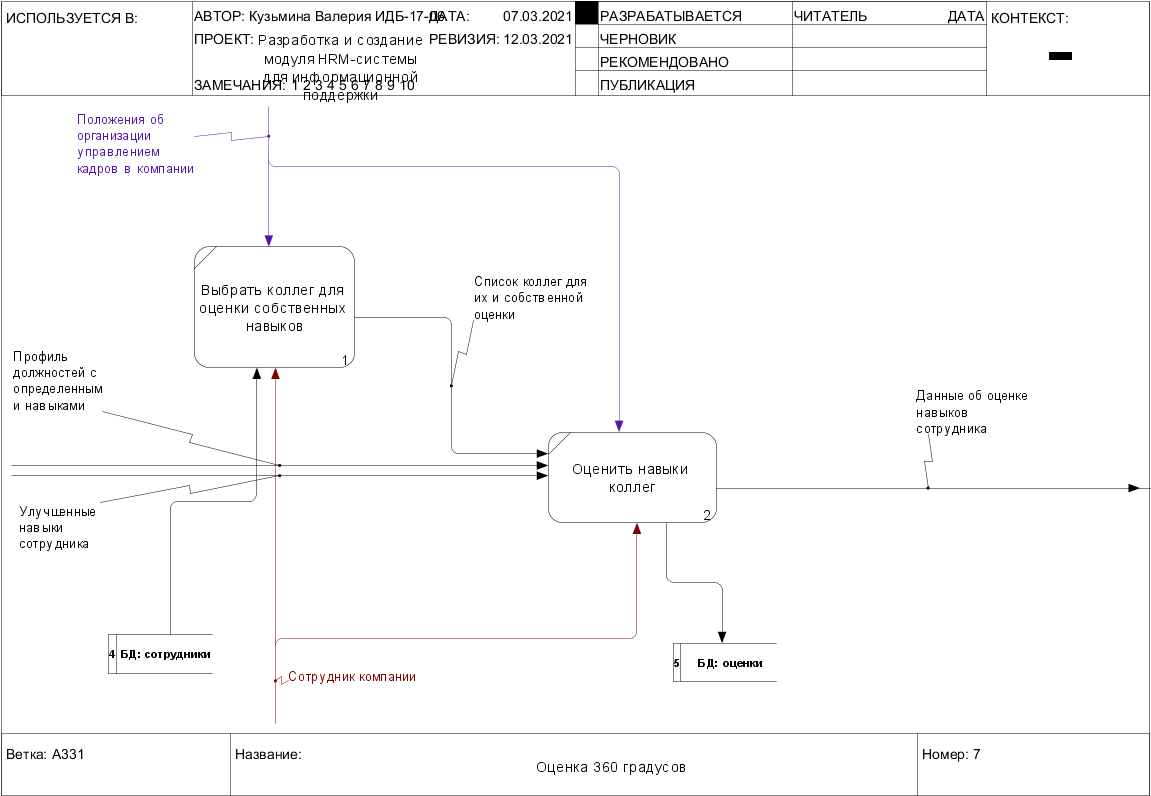 ИСПОЛЬЗУЕТСЯ В:
АВТОР: Кузьмина Валерия ИДБ-17-06
ДАТА: 07.03.2021
РАЗРАБАТЫВАЕТСЯ
ЧИТАТЕЛЬ
ДАТА
КОНТЕКСТ:
ПРОЕКТ: Разработка и создание
модуля HRM-системы
для информационной
поддержки
РЕВИЗИЯ: 12.03.2021
ЧЕРНОВИК
РЕКОМЕНДОВАНО
ЗАМЕЧАНИЯ: 1 2 3 4 5 6 7 8 9 10
ПУБЛИКАЦИЯ
Положения об
организации
управлением
кадров в компании
Выбрать коллег для
оценки собственных
навыков
1
Список коллег для
их и собственной
оценки
Профиль
должностей с
определенным
и навыками
Данные об оценке
навыков
сотрудника
Оценить навыки
коллег
2
Улучшенные
навыки
сотрудника
4 БД: сотрудники
5 БД: оценки
Сотрудник компании
Ветка: A331
Название:
Оценка 360 градусов
Номер: 7